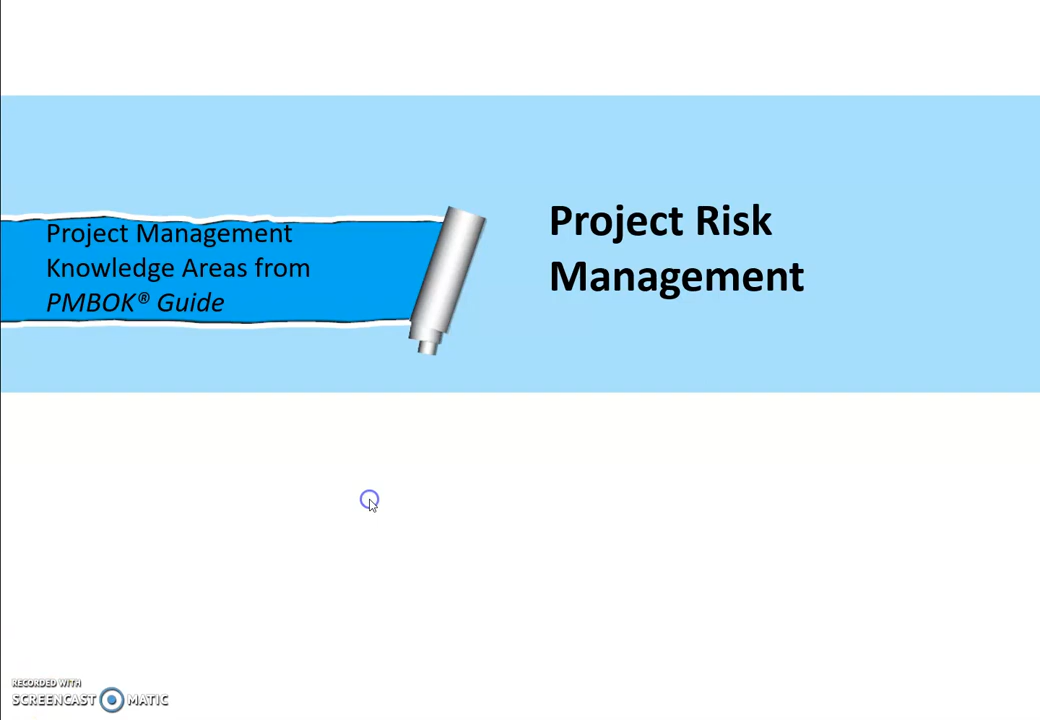 Project Management
Knowledge Areas from
PMBOK® Guide
Project Risk
Management
RECORDED WITH
SCREENCAST MATIC